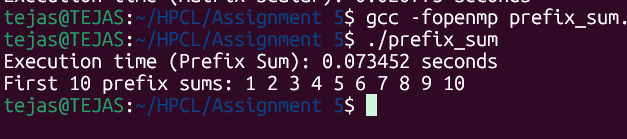 tejas@TEJAS:~/HPCL/Assignment 5$ gcc -fopenmp prefix_sum.
tejas@TEJAS:~/HPCL/Assignment 5$ ./prefix_sum
Execution time (Prefix Sum): 0.073452 seconds
First 10 prefix sums: 1 2 3 4 5 6 7 8 9 10
tejas@TEJAS:~/HPCL/Assignment 5$